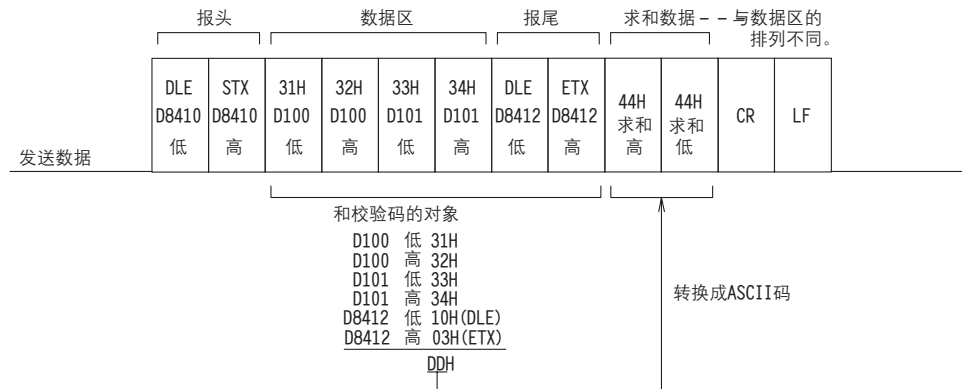 报头 数据区 报尾 求和数据--与数据区的
排列不同。
DLE STX 31H 32H 33H 34H DLE ETX 44H 44H CR LF
D8410 D8410 D100 D100 D101 D101 D8412 D8412 求和 求和
低 高 低 高 低 高 低 高 高 低
发送数据
和校验码的对象
D100 低 31H
D100 高 32H
D101 低 33H
D101 高 34H
D8412 低 10H(DLE)
D8412 高 03H(ETX)
DDH
转换成ASCII码